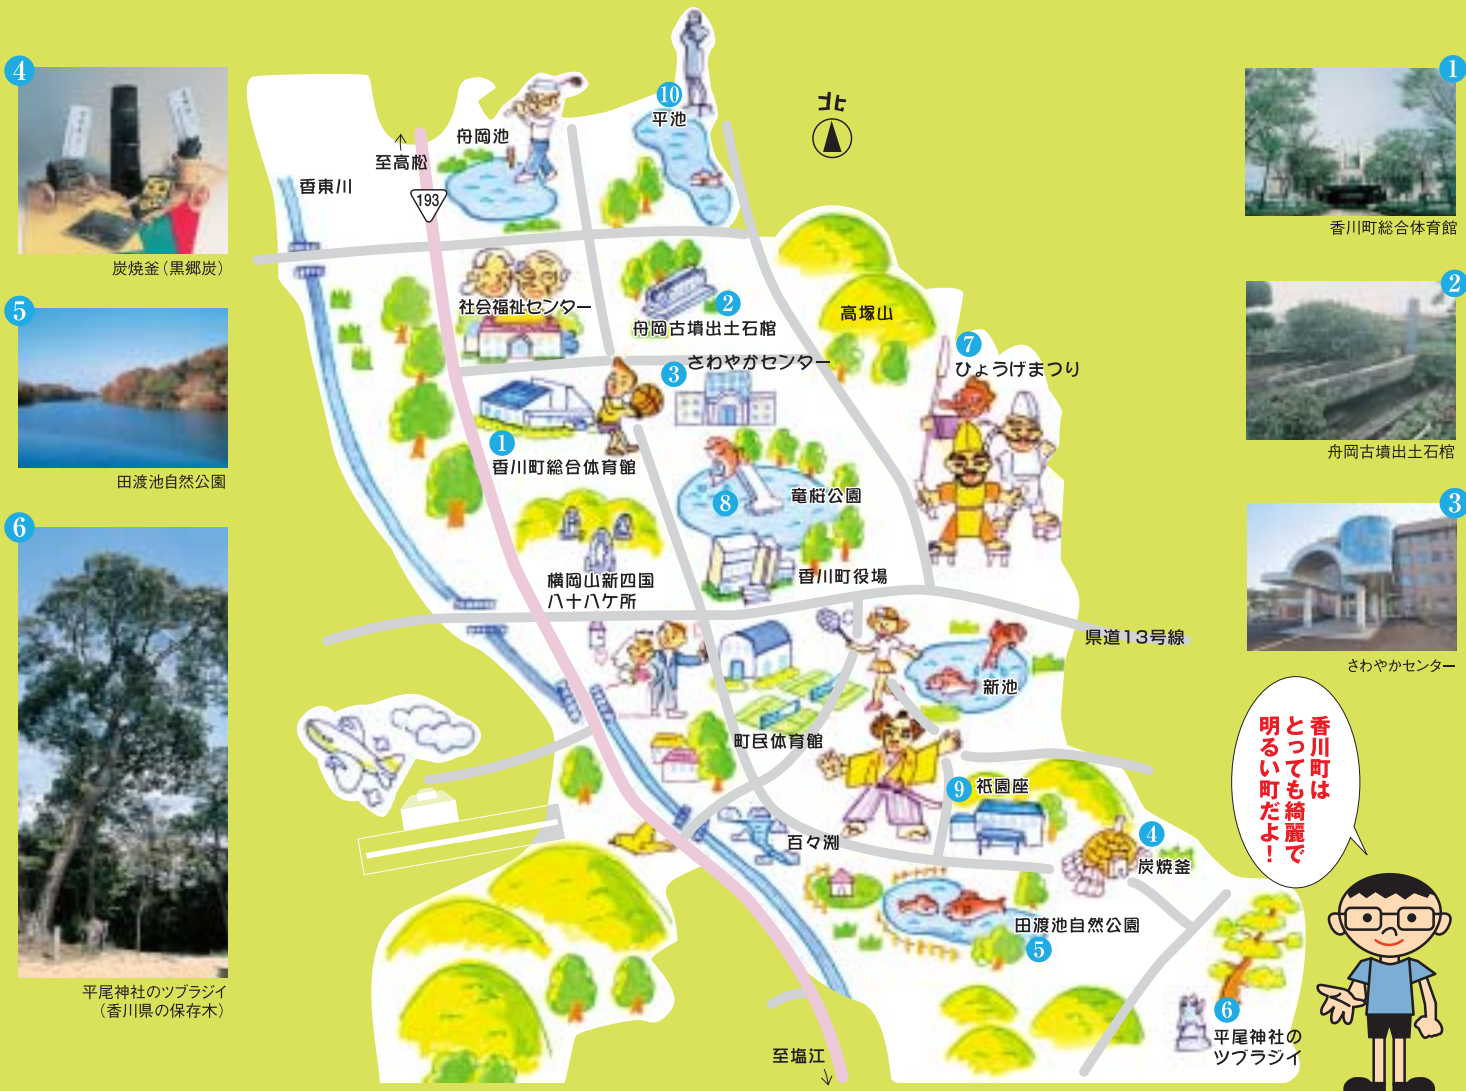 4
炭焼釜（黒郷炭）
5
田渡池自然公園
6
平尾神社のツブラジイ
（香川県の保存木）
北
10
平池
舟岡池
至高松
193
香東川
社会福祉センター
2
舟岡古墳出土石棺
高塚山
3
さわやかセンター
7
ひょうげまつり
1
香川町総合体育館
8
竜桜公園
横岡山新四国
八十八ケ所
香川町役場
県道13号線
新池
町民体育館
9
祇園座
百々渕
4
炭焼釜
田渡池自然公園
5
6
平尾神社の
ツブラジイ
至塩江
1
香川町総合体育館
2
舟岡古墳出土石棺
3
さわやかセンター
香川町は
とっても綺麗で
明るい町だよ！